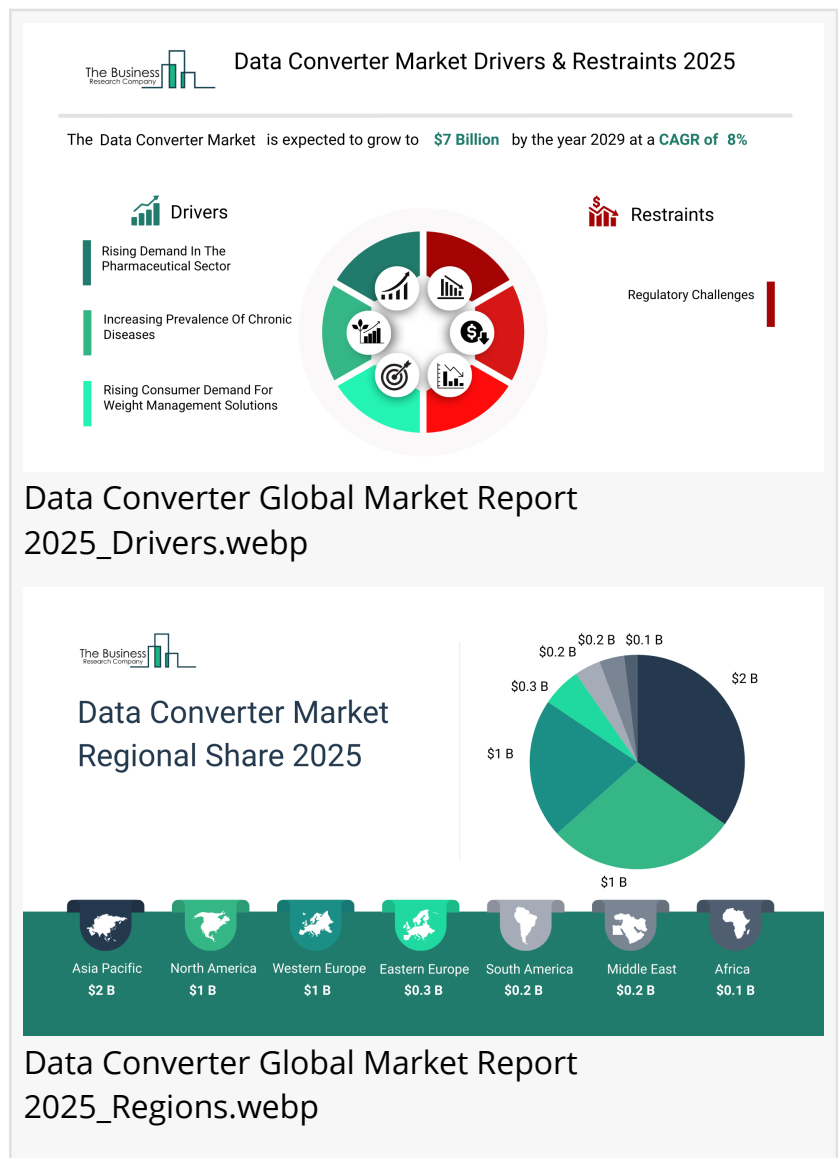 The Business
Research Company
Data Converter Market Drivers & Restraints 2025
The Data Converter Market is expected to grow to $7 Billion by the year 2029 at a CAGR of 8%
Drivers
Restraints
Rising Demand In The
Pharmaceutical Sector
Regulatory Challenges
Increasing Prevalence Of Chronic
Diseases
Rising Consumer Demand For
Weight Management Solutions
Data Converter Global Market Report
2025_Drivers.webp
The Business
Research Company
Data Converter Market
Regional Share 2025
$0.2 B
$0.2 B
$0.1 B
$2 B
$0.3 B
$1 B
$1 B
Asia Pacific
$2 B
North America
$1 B
Western Europe
$1 B
Eastern Europe
$0.3 B
South America
$0.2 B
Middle East
$0.2 B
Africa
$0.1 B
Data Converter Global Market Report
2025_Regions.webp